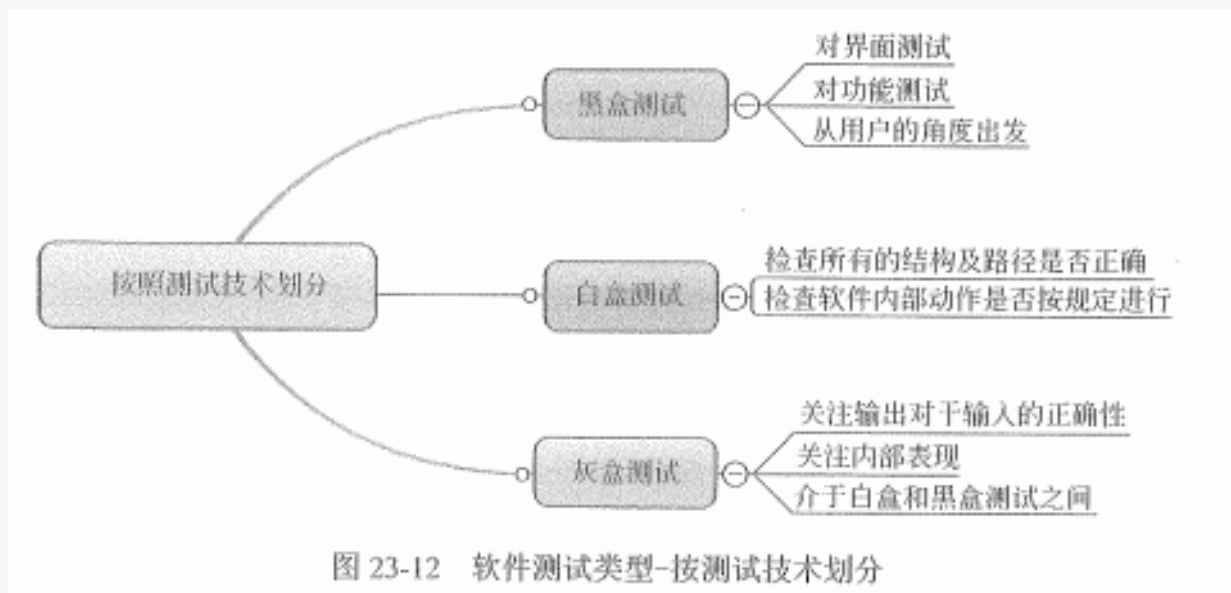 对界面测试
黑盒测试
对功能测试
从用户的角度出发
按照测试技术划分
白盒测试
检查所有的结构及路径是否正确
检查软件内部动作是否按规定进行
关注输出对于输入的正确性
灰盒测试
关注内部表现
介于白盒和黑盒测试之间
图 23-12 软件测试类型-按测试技术划分